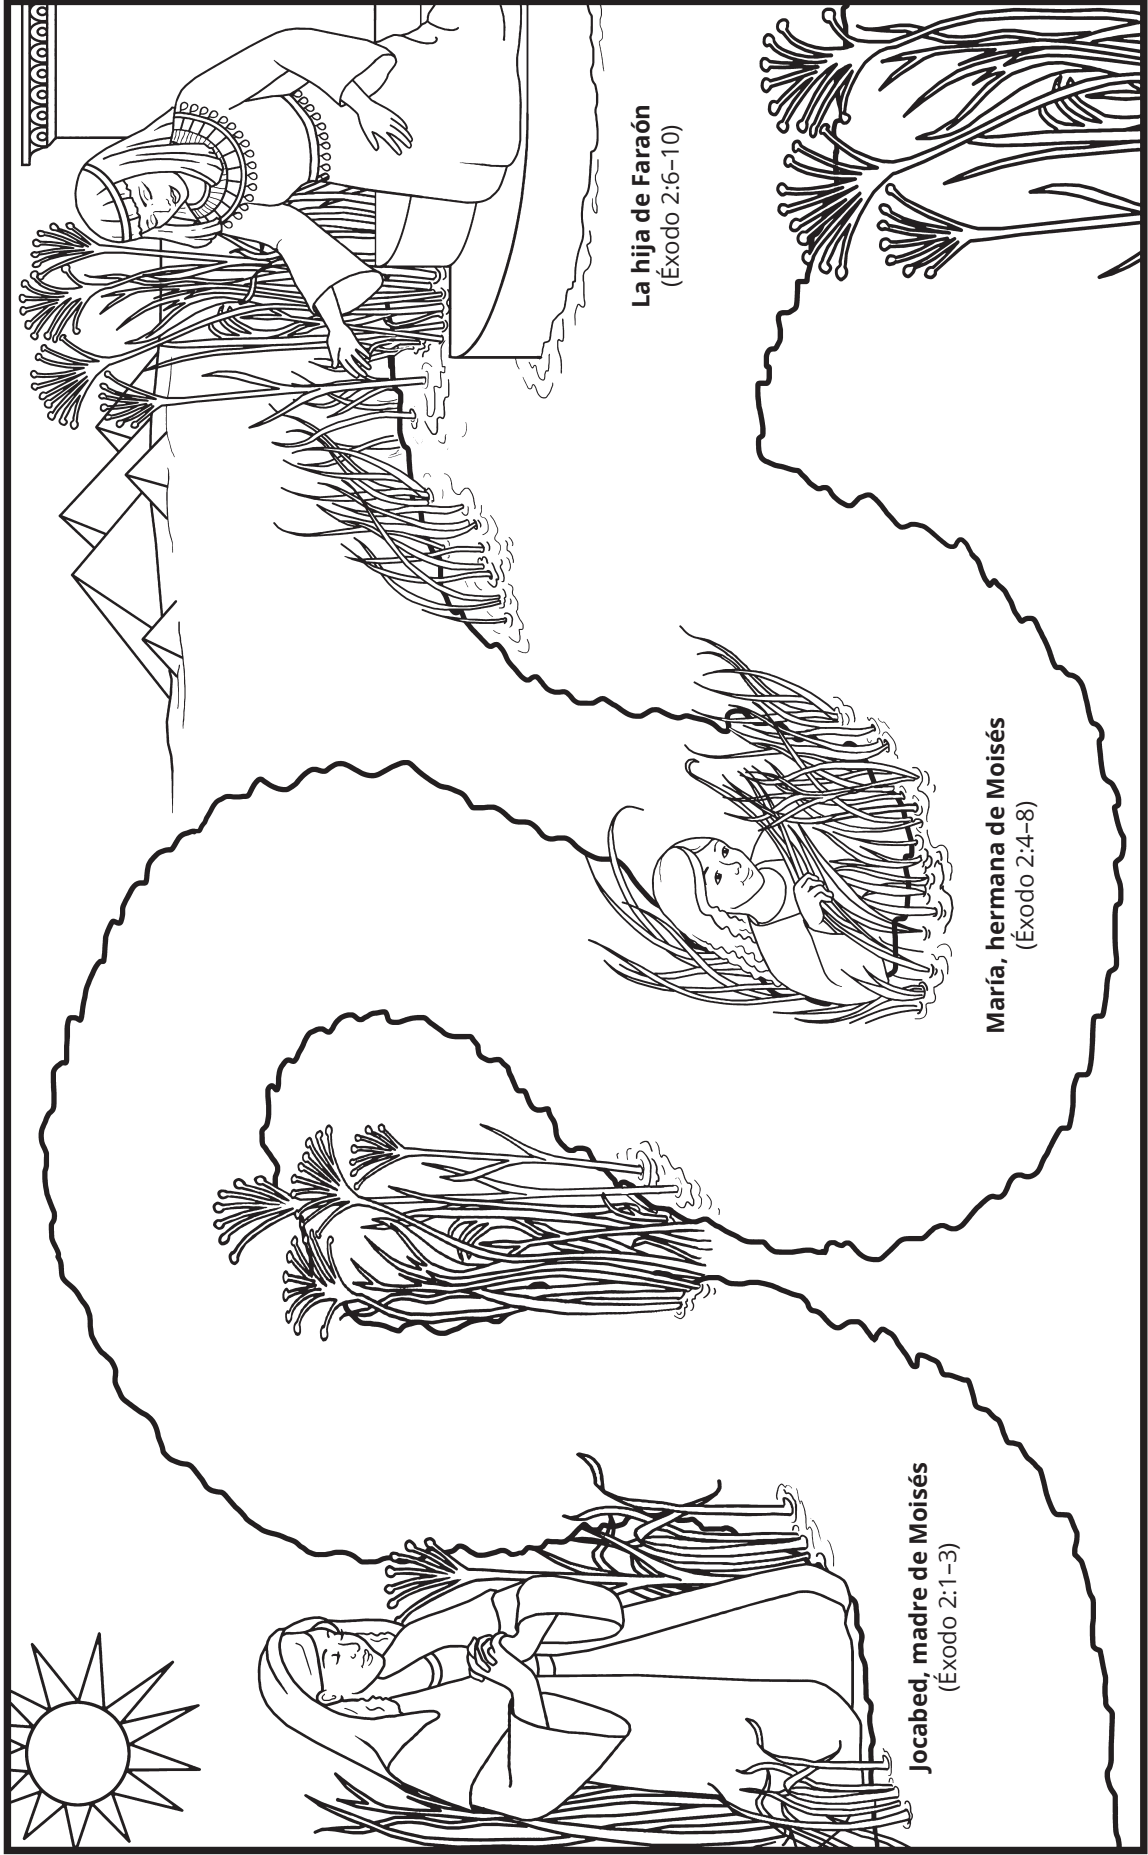 Jocabed, madre de Moisés
(Éxodo 2:1–3)
María, hermana de Moisés
(Éxodo 2:4–8)
La hija de Faraón
(Éxodo 2:6–10)